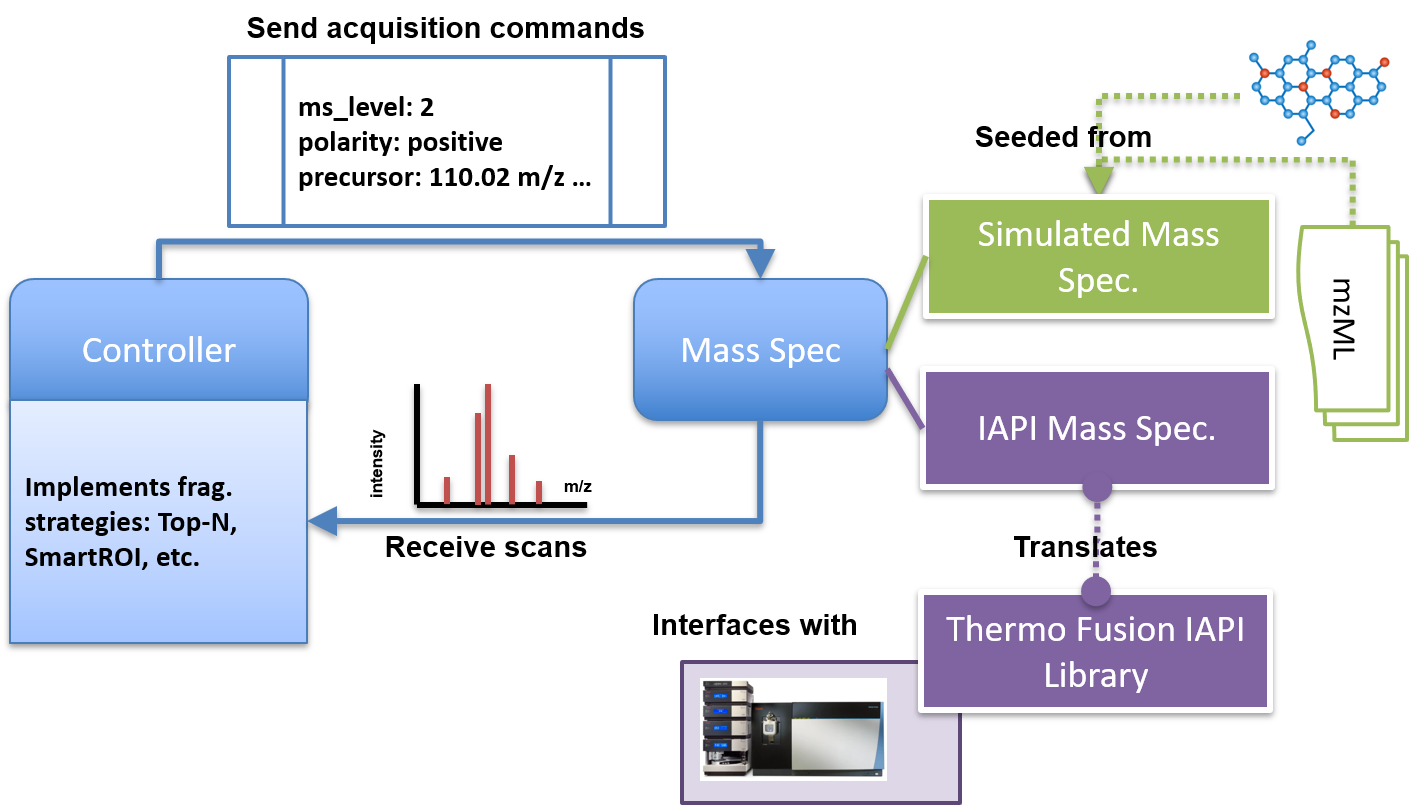 Send acquisition commands
ms_level: 2
polarity: positive
precursor: 110.02 m/z ...
Seeded from
Simulated Mass
Spec.
mzML
Controller
Mass Spec
Implements frag.
strategies: Top-N,
SmartROI, etc.
intensity
m/z
Receive scans
IAPI Mass Spec.
Translates
Interfaces with
Thermo Fusion IAPI
Library